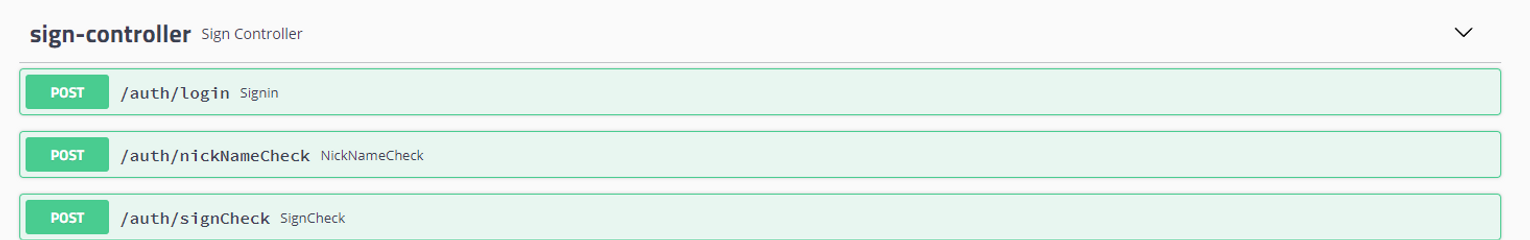 sign-controller Sign Controller
POST /auth/login Signin
POST /auth/nickNameCheck NickNameCheck
POST /auth/signCheck SignCheck